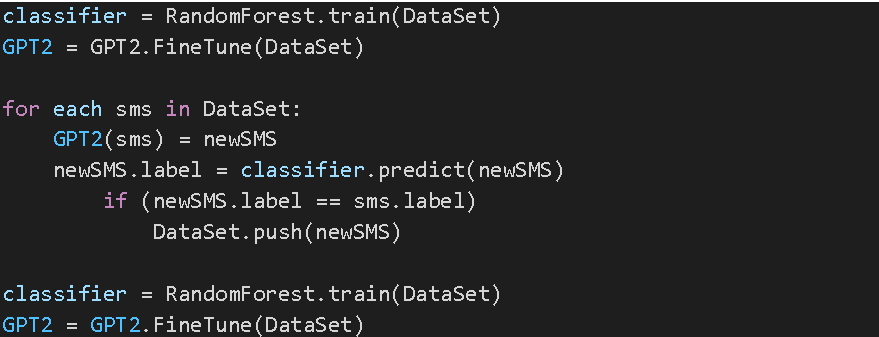 classifier = RandomForest.train(DataSet)
GPT2 = GPT2.FineTune(DataSet)
for each sms in DataSet:
GPT2(sms) = newSMS
newSMS.label = classifier.predict(newSMS)
if (newSMS.label == sms.label)
DataSet.push(newSMS)
classifier = RandomForest.train(DataSet)
GPT2 = GPT2.FineTune(DataSet)